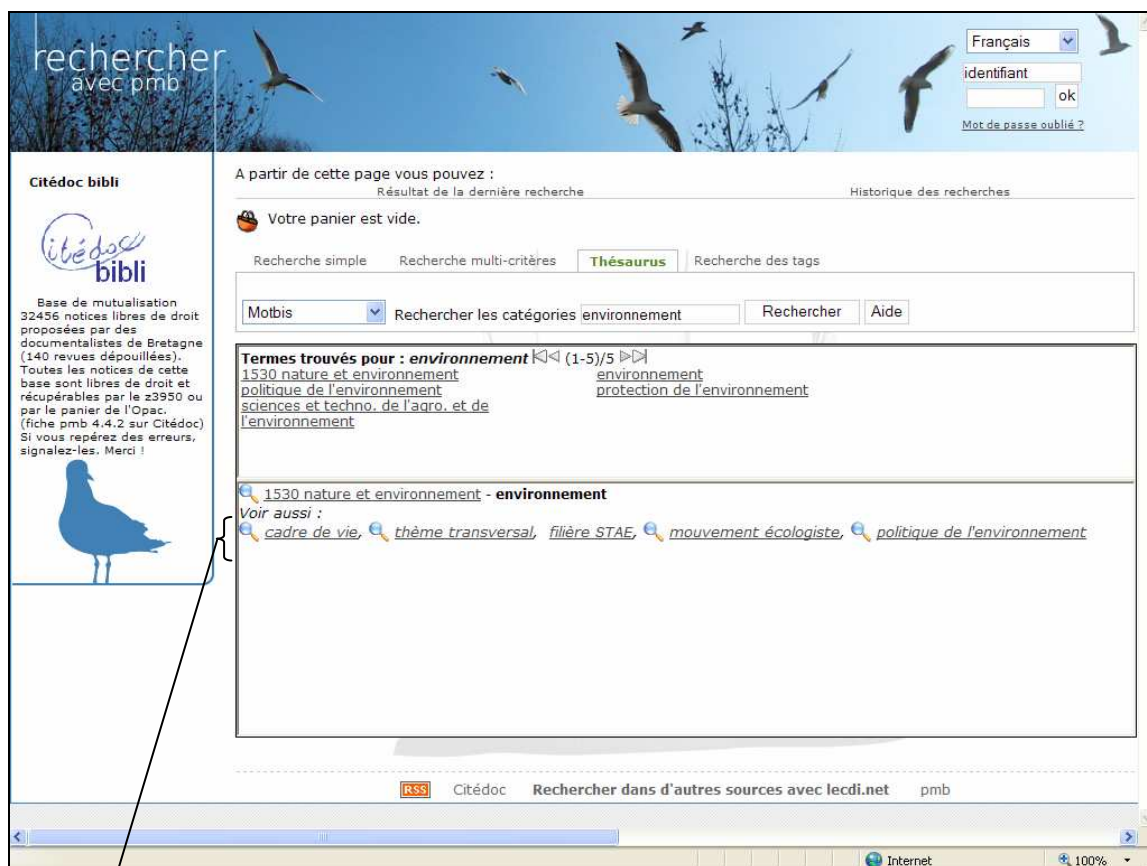 rechercher
avec pmb
Français
identifiant
ok
Mot de passe oublié ?
Citédoc bibli
Citédoc
bibli
Base de mutualisation
32456 notices libres de droit
proposées par des
documentalistes de Bretagne
(140 revues dépouillées).
Toutes les notices de cette
base sont libres de droit et
récupérables par le z3950 ou
par le panier de l'Opac.
(fiche pmb 4.4.2 sur Citédoc)
Si vous repérez des erreurs,
signalez-les. Merci !
A partir de cette page vous pouvez :
Résultat de la dernière recherche Historique des recherches
Votre panier est vide.
Recherche simple Recherche multi-critères Thésaurus Recherche des tags
Motbis Rechercher les catégories environnement Rechercher Aide
Termes trouvés pour : environnement (1-5)/5
1530 nature et environnement environnement
politique de l'environnement protection de l'environnement
sciences et techno. de l'agro. et de
l'environnement
1530 nature et environnement - environnement
Voir aussi :
cadre de vie, thème transversal, filière STAE, mouvement écologiste, politique de l'environnement
RSS Citédoc Rechercher dans d'autres sources avec lecdi.net pmb
Internet 100%